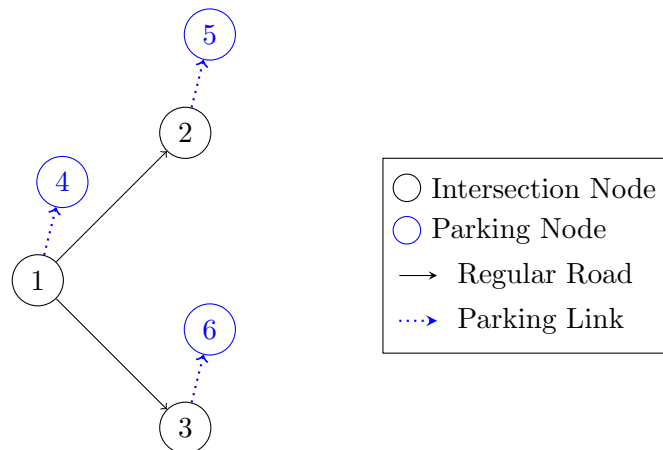 5
2
4
1
6
3
Intersection Node
Parking Node
Regular Road
Parking Link